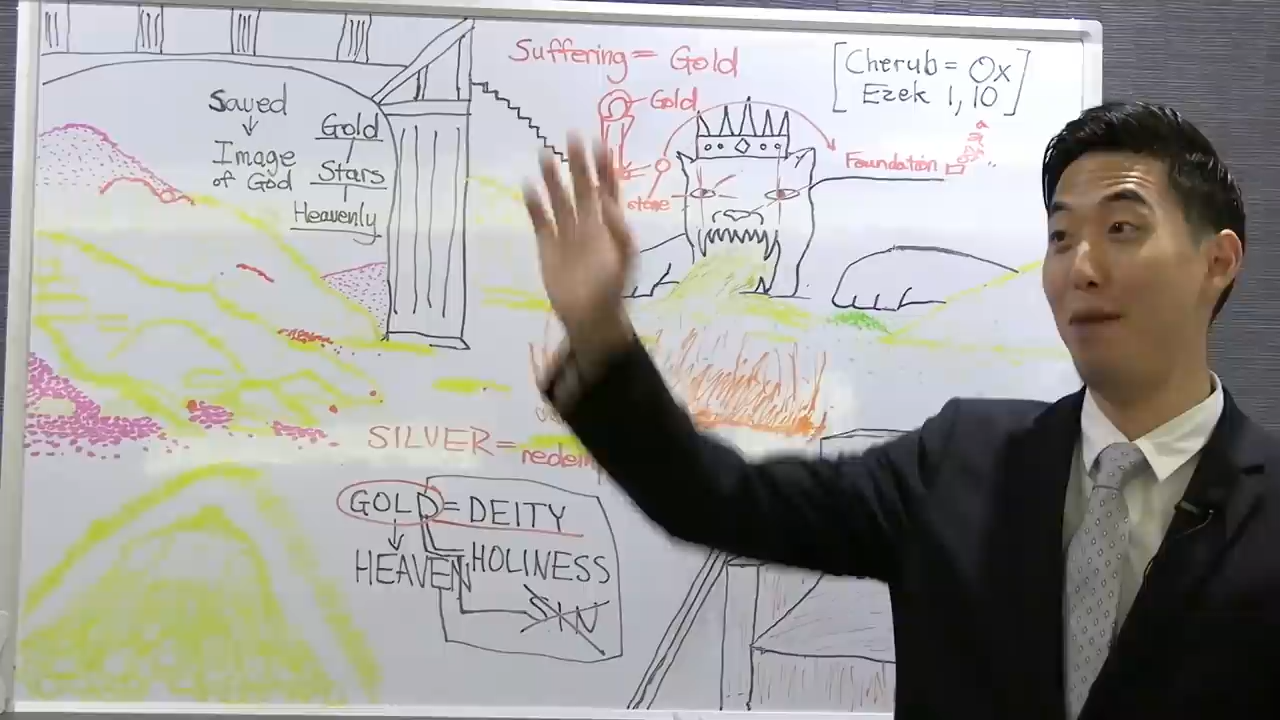 Suffering = Gold
[Cherub = Ox
Ezek 1, 10]
Saved
Image
of God
Gold
Stars
Heavenly
Gold
stone
Foundation
SILVER =
GOLD = DEITY
HEAVEN
HOLINESS
SIN